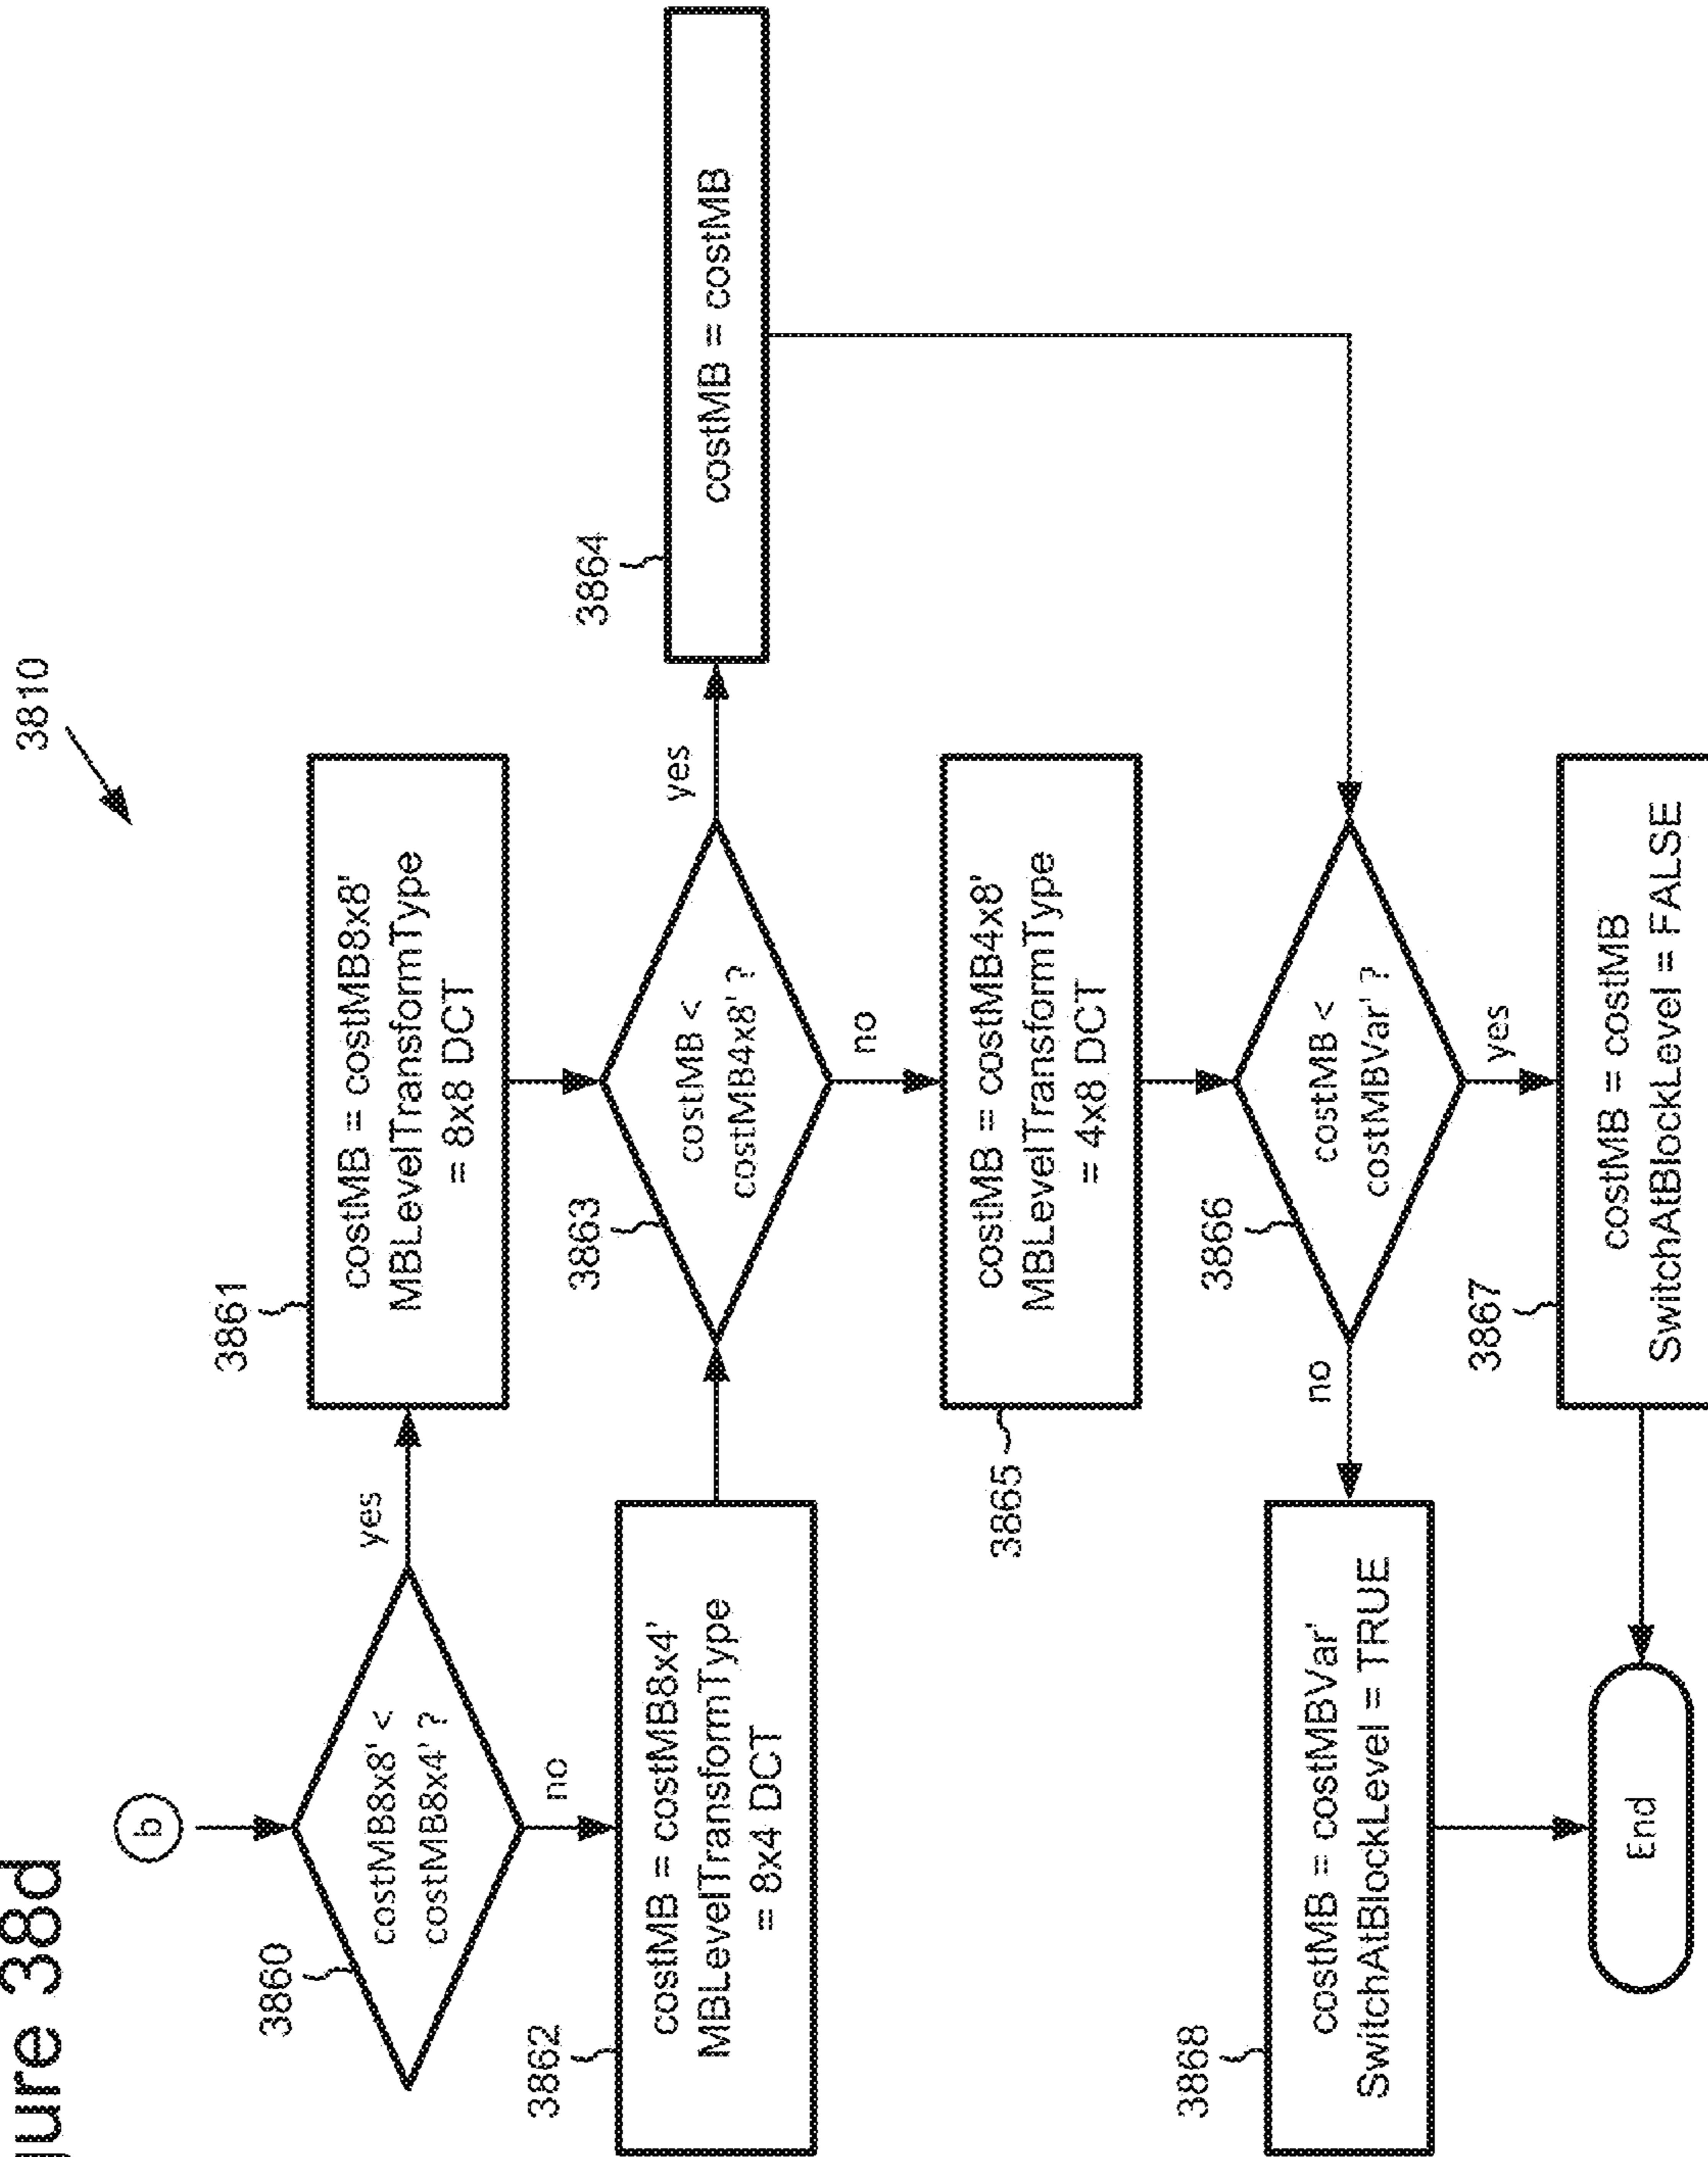 gure 38d
3810
b
3860
costMB8x8' <
costMB8x4' ?
yes
no
3861
costMB = costMB8x8'
MBLevelTransformType
= 8x8 DCT
3862
costMB = costMB8x4'
MBLevelTransformType
= 8x4 DCT
3863
costMB <
costMB4x8' ?
yes
no
3864
costMB = costMB
3865
costMB = costMB4x8'
MBLevelTransformType
= 4x8 DCT
3866
costMB <
costMBVar' ?
no
yes
3868
costMB = costMBVar'
SwitchAtBlockLevel = TRUE
3867
costMB = costMB
SwitchAtBlockLevel = FALSE
End